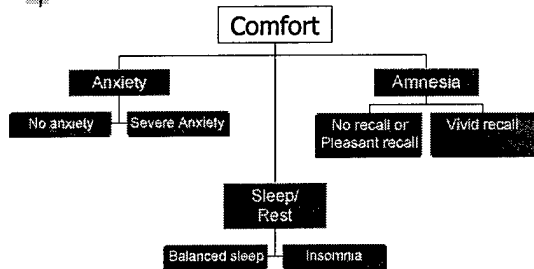 Comfort
Anxiety
No anxiety
Severe Anxiety
Amnesia
No recall or
Pleasant recall
Vivid recall
Sleep/
Rest
Balanced sleep
Insomnia